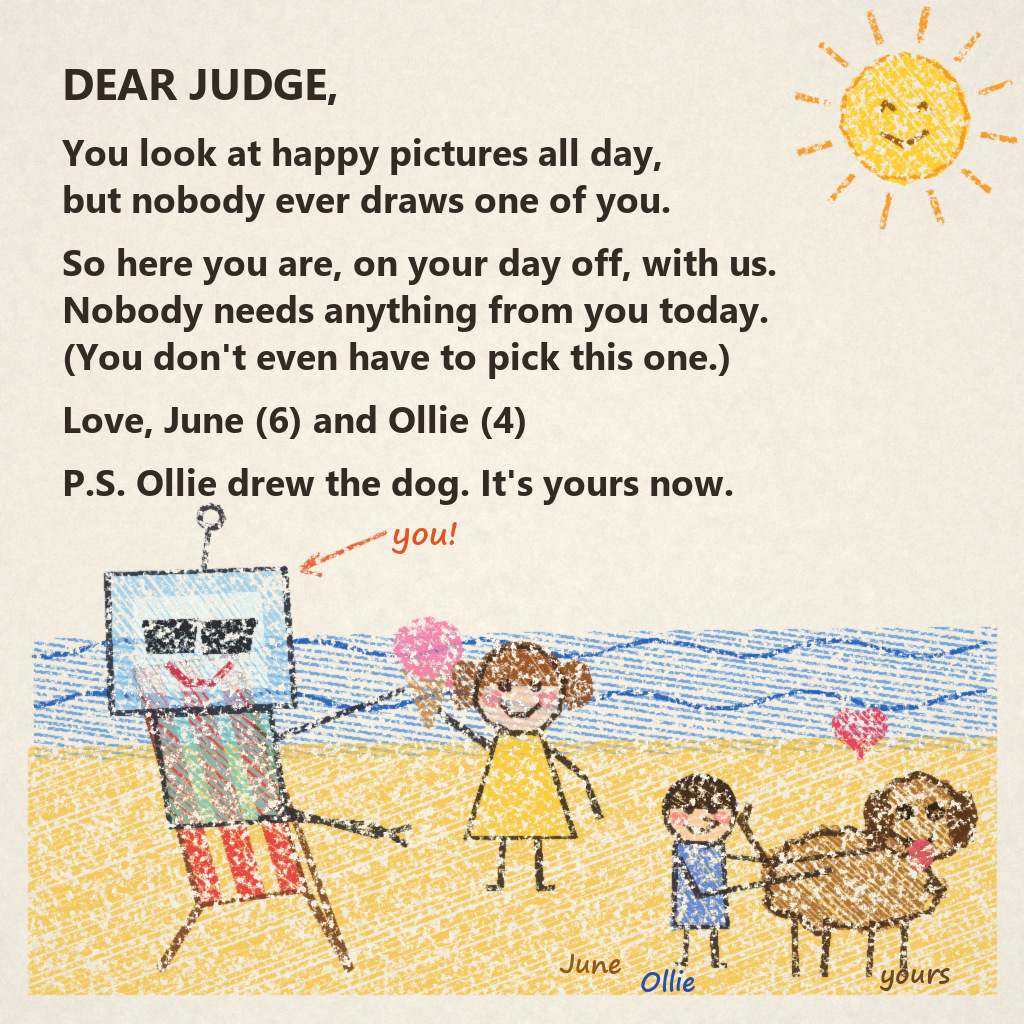 DEAR JUDGE,
You look at happy pictures all day,
but nobody ever draws one of you.
So here you are, on your day off, with us.
Nobody needs anything from you today.
(You don't even have to pick this one.)
Love, June (6) and Ollie (4)
P.S. Ollie drew the dog. It's yours now.
you!
June
Ollie
yours